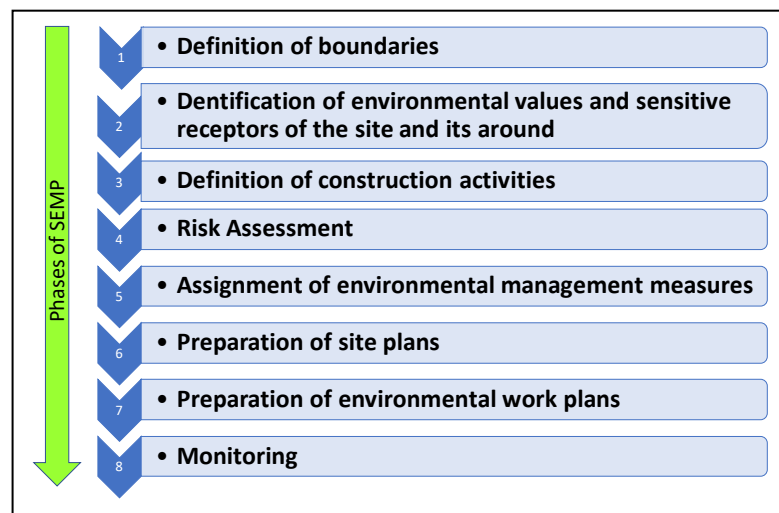 Phases of SEMP
1
• Definition of boundaries
2
• Dentification of environmental values and sensitive
receptors of the site and its around
3
• Definition of construction activities
4
• Risk Assessment
5
• Assignment of environmental management measures
6
• Preparation of site plans
7
• Preparation of environmental work plans
8
• Monitoring